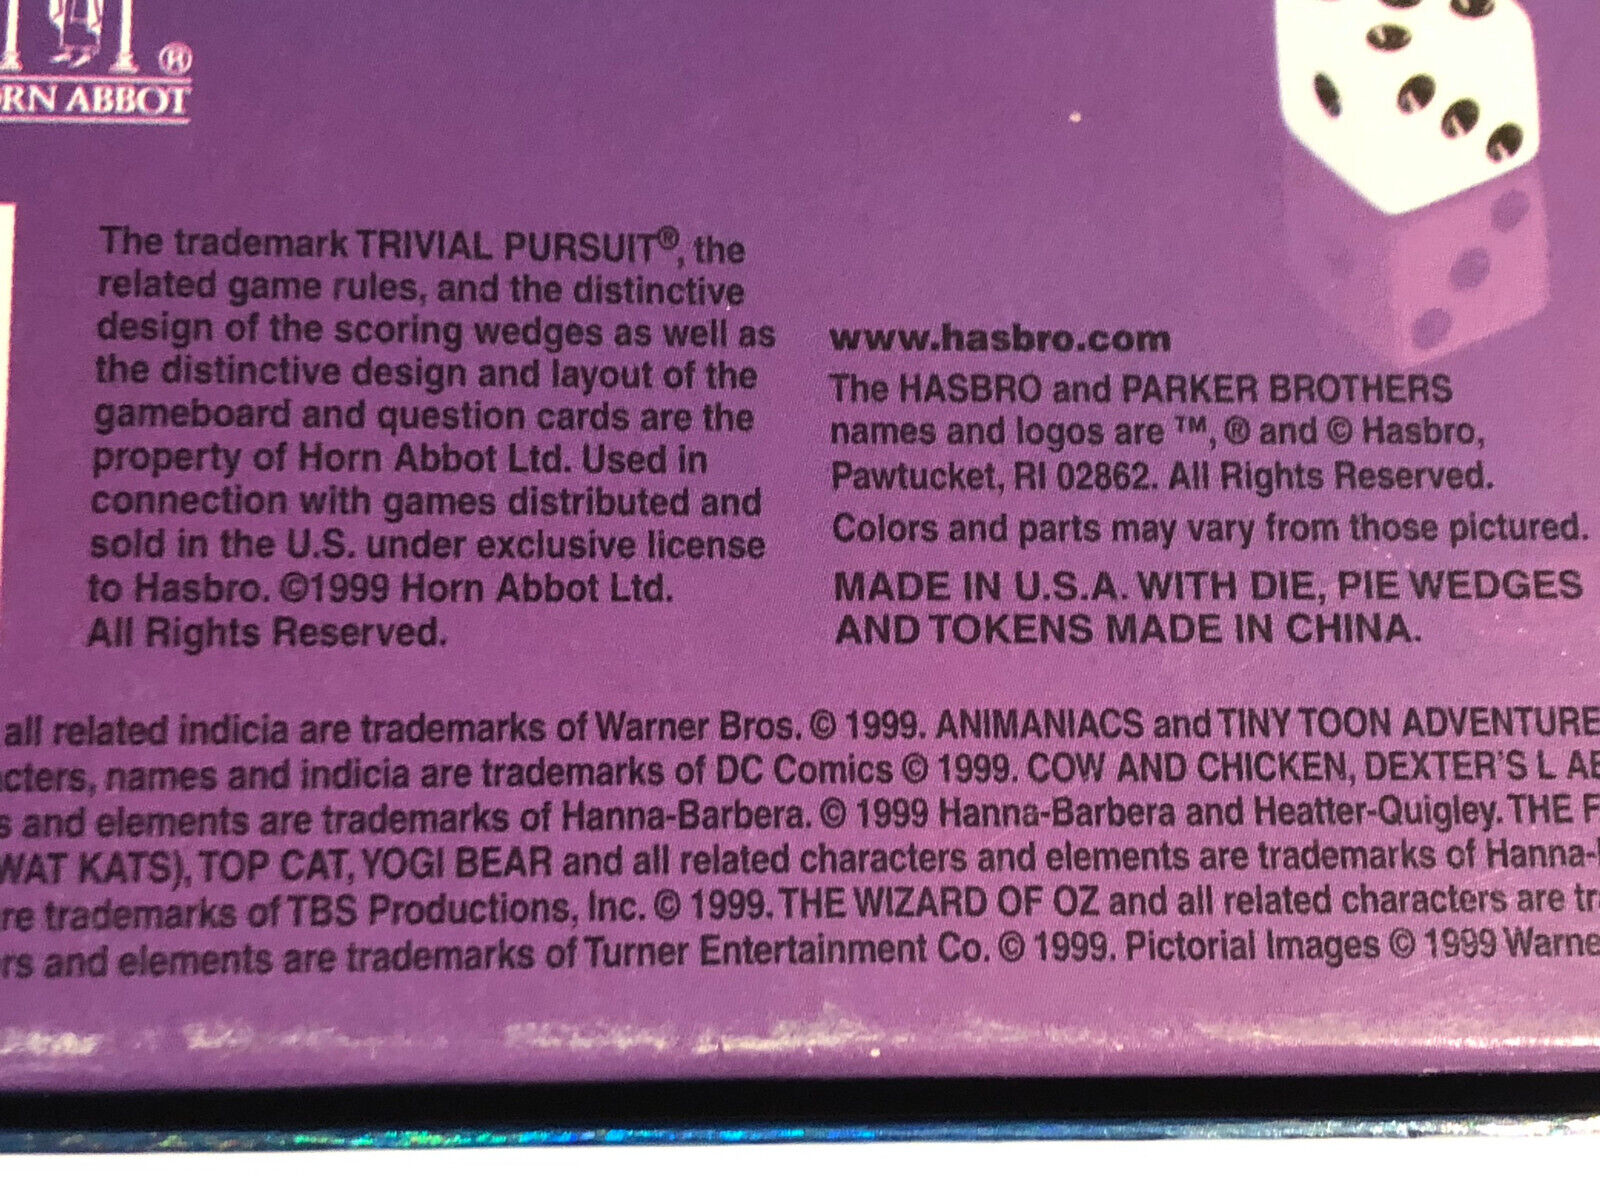 ®
RN ABBOT
The trademark TRIVIAL PURSUIT®, the
related game rules, and the distinctive
design of the scoring wedges as well as
the distinctive design and layout of the
gameboard and question cards are the
property of Horn Abbot Ltd. Used in
connection with games distributed and
sold in the U.S. under exclusive license
to Hasbro. ©1999 Horn Abbot Ltd.
All Rights Reserved.
www.hasbro.com
The HASBRO and PARKER BROTHERS
names and logos are ™, ® and © Hasbro,
Pawtucket, RI 02862. All Rights Reserved.
Colors and parts may vary from those pictured.
MADE IN U.S.A. WITH DIE, PIE WEDGES
AND TOKENS MADE IN CHINA.
all related indicia are trademarks of Warner Bros. © 1999. ANIMANIACS and TINY TOON ADVENTURE
cters, names and indicia are trademarks of DC Comics © 1999. COW AND CHICKEN, DEXTER'S L AB
s and elements are trademarks of Hanna-Barbera. © 1999 Hanna-Barbera and Heatter-Quigley. THE F
WAT KATS), TOP CAT, YOGI BEAR and all related characters and elements are trademarks of Hanna-
re trademarks of TBS Productions, Inc. © 1999. THE WIZARD OF OZ and all related characters are tr
rs and elements are trademarks of Turner Entertainment Co. © 1999. Pictorial Images © 1999 Warne